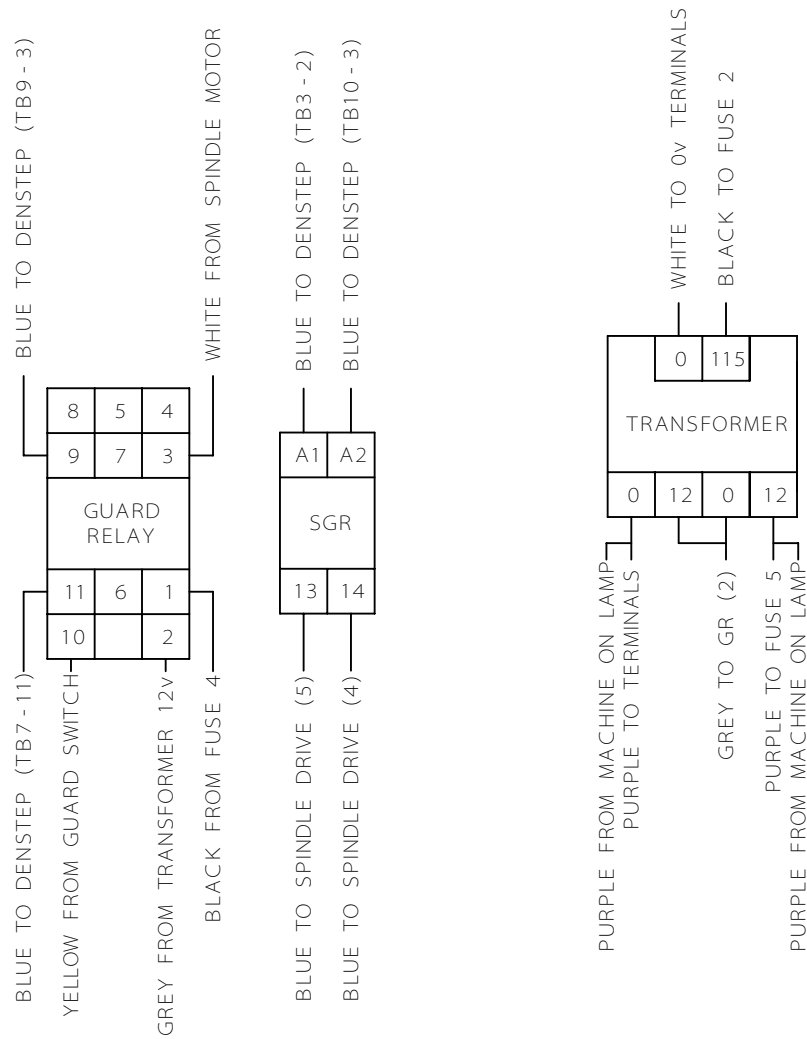 BLUE TO DENSTEP (TB9-3)
WHITE FROM SPINDLE MOTOR
8 5 4
9 7 3
GUARD
RELAY
11 6 1
10 2
BLUE TO DENSTEP (TB7-11)
YELLOW FROM GUARD SWITCH
GREY FROM TRANSFORMER 12v
BLACK FROM FUSE 4
BLUE TO DENSTEP (TB3-2)
BLUE TO DENSTEP (TB10-3)
A1 A2
SGR
13 14
BLUE TO SPINDLE DRIVE (5)
BLUE TO SPINDLE DRIVE (4)
WHITE TO 0v TERMINALS
BLACK TO FUSE 2
0 115
TRANSFORMER
0 12 0 12
PURPLE FROM MACHINE ON LAMP
PURPLE TO TERMINALS
GREY TO GR (2)
PURPLE TO FUSE 5
PURPLE FROM MACHINE ON LAMP